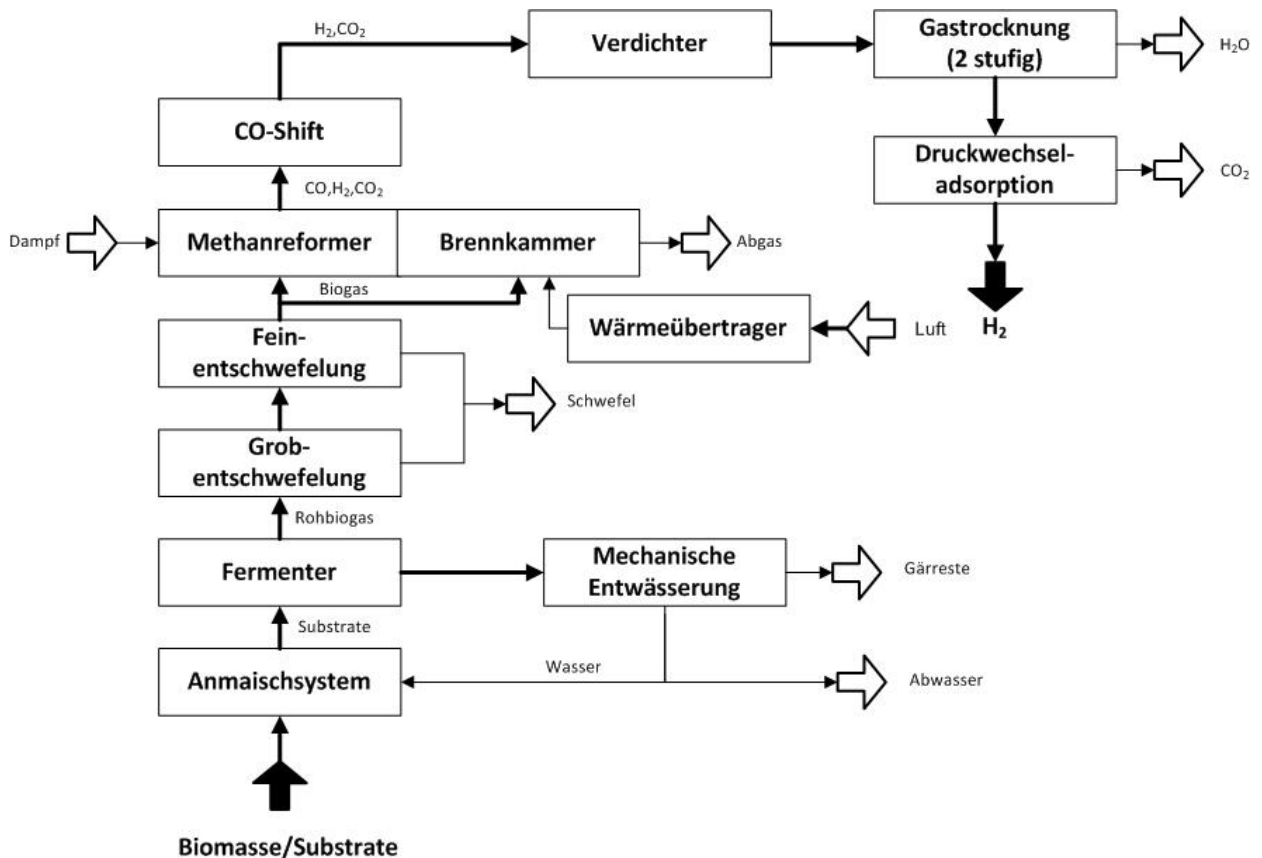 H₂,CO₂
Verdichter
Gastrocknung
(2 stufig)
H₂O
CO-Shift
Druckwechsel-
adsorption
CO₂
CO,H₂,CO₂
Dampf
Methanreformer
Brennkammer
Abgas
Biogas
H₂
Fein-
entschwefelung
Wärmeübertrager
Luft
Schwefel
Grob-
entschwefelung
Rohbiogas
Fermenter
Mechanische
Entwässerung
Gärreste
Substrate
Anmaischsystem
Wasser
Abwasser
Biomasse/Substrate